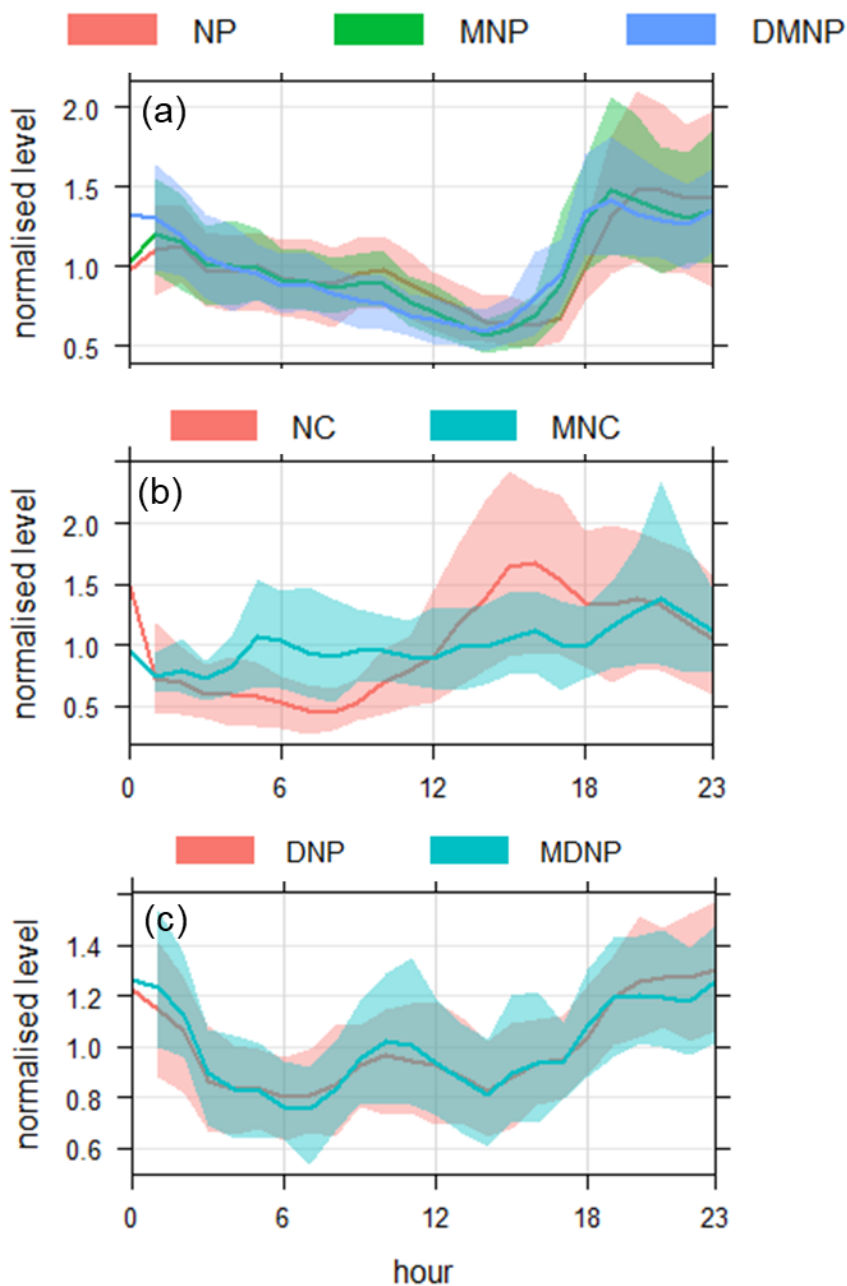 NP MNP DMNP
(a)
normalised level
2.0
1.5
1.0
0.5
NC MNC
(b)
normalised level
2.0
1.5
1.0
0.5
0 6 12 18 23
DNP MDNP
(c)
normalised level
1.4
1.2
1.0
0.8
0.6
0 6 12 18 23
hour